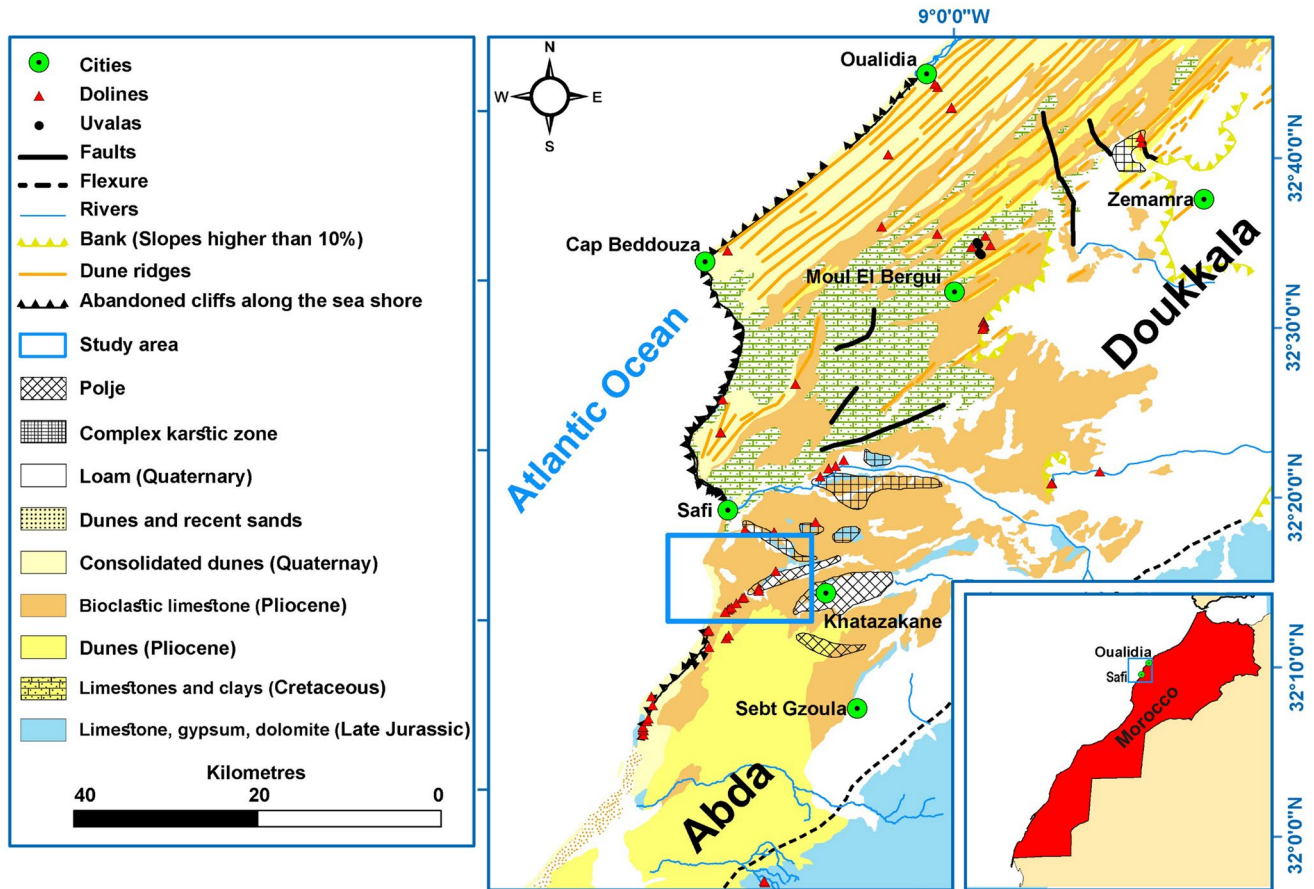 Cities
Dolines
Uvalas
Faults
Flexure
Rivers
Bank (Slopes higher than 10%)
Dune ridges
Abandoned cliffs along the sea shore
Study area
Polje
Complex karstic zone
Loam (Quaternary)
Dunes and recent sands
Consolidated dunes (Quaternay)
Bioclastic limestone (Pliocene)
Dunes (Pliocene)
Limestones and clays (Cretaceous)
Limestone, gypsum, dolomite (Late Jurassic)
Kilometres
40 20 0
9°0'0"W
N
W E
S
Oualidia
32°40'0"N
Zemamra
Cap Beddouza
Moul El Bergui
Doukkala
32°30'0"N
Atlantic Ocean
Safi
32°20'0"N
Khatazakane
Sebt Gzoula
Abda
32°10'0"N
32°0'0"N
Oualidia
Safi
Morocco